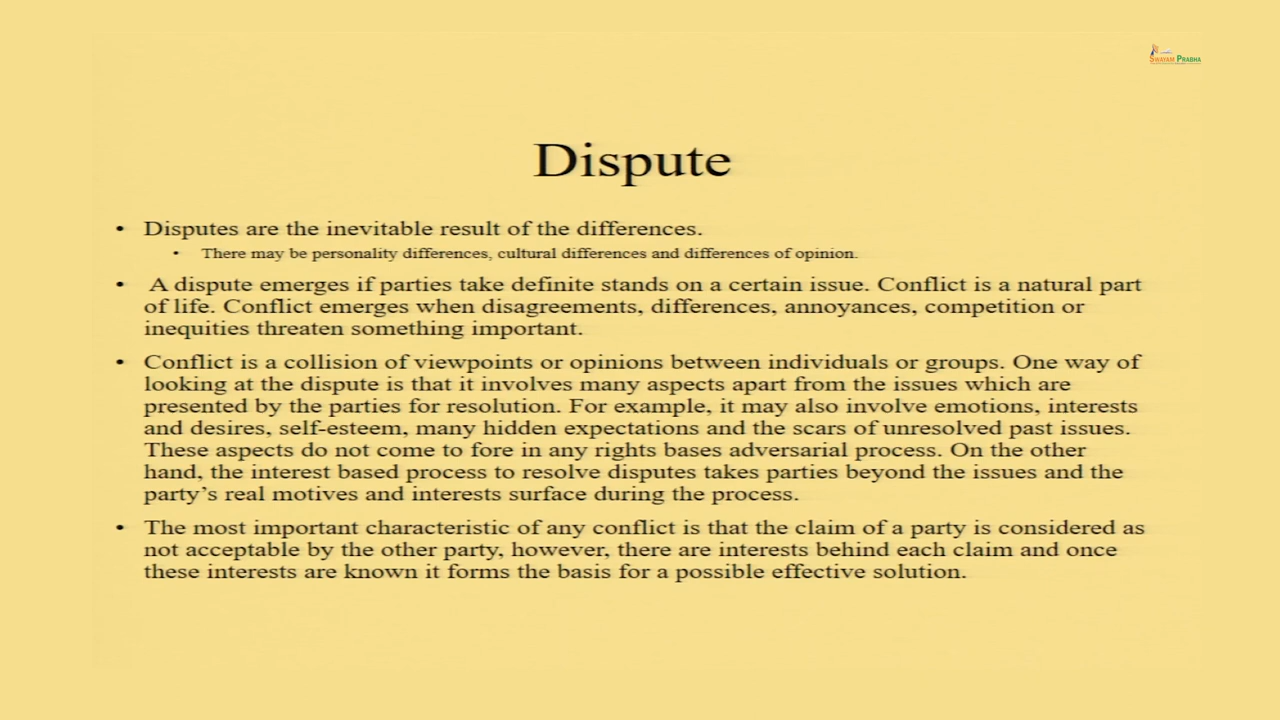 SWAYAM PRABHA
Dispute
• Disputes are the inevitable result of the differences.
• There may be personality differences, cultural differences and differences of opinion.
• A dispute emerges if parties take definite stands on a certain issue. Conflict is a natural part
of life. Conflict emerges when disagreements, differences, annoyances, competition or
inequities threaten something important.
• Conflict is a collision of viewpoints or opinions between individuals or groups. One way of
looking at the dispute is that it involves many aspects apart from the issues which are
presented by the parties for resolution. For example, it may also involve emotions, interests
and desires, self-esteem, many hidden expectations and the scars of unresolved past issues.
These aspects do not come to fore in any rights bases adversarial process. On the other
hand, the interest based process to resolve disputes takes parties beyond the issues and the
party's real motives and interests surface during the process.
• The most important characteristic of any conflict is that the claim of a party is considered as
not acceptable by the other party, however, there are interests behind each claim and once
these interests are known it forms the basis for a possible effective solution.